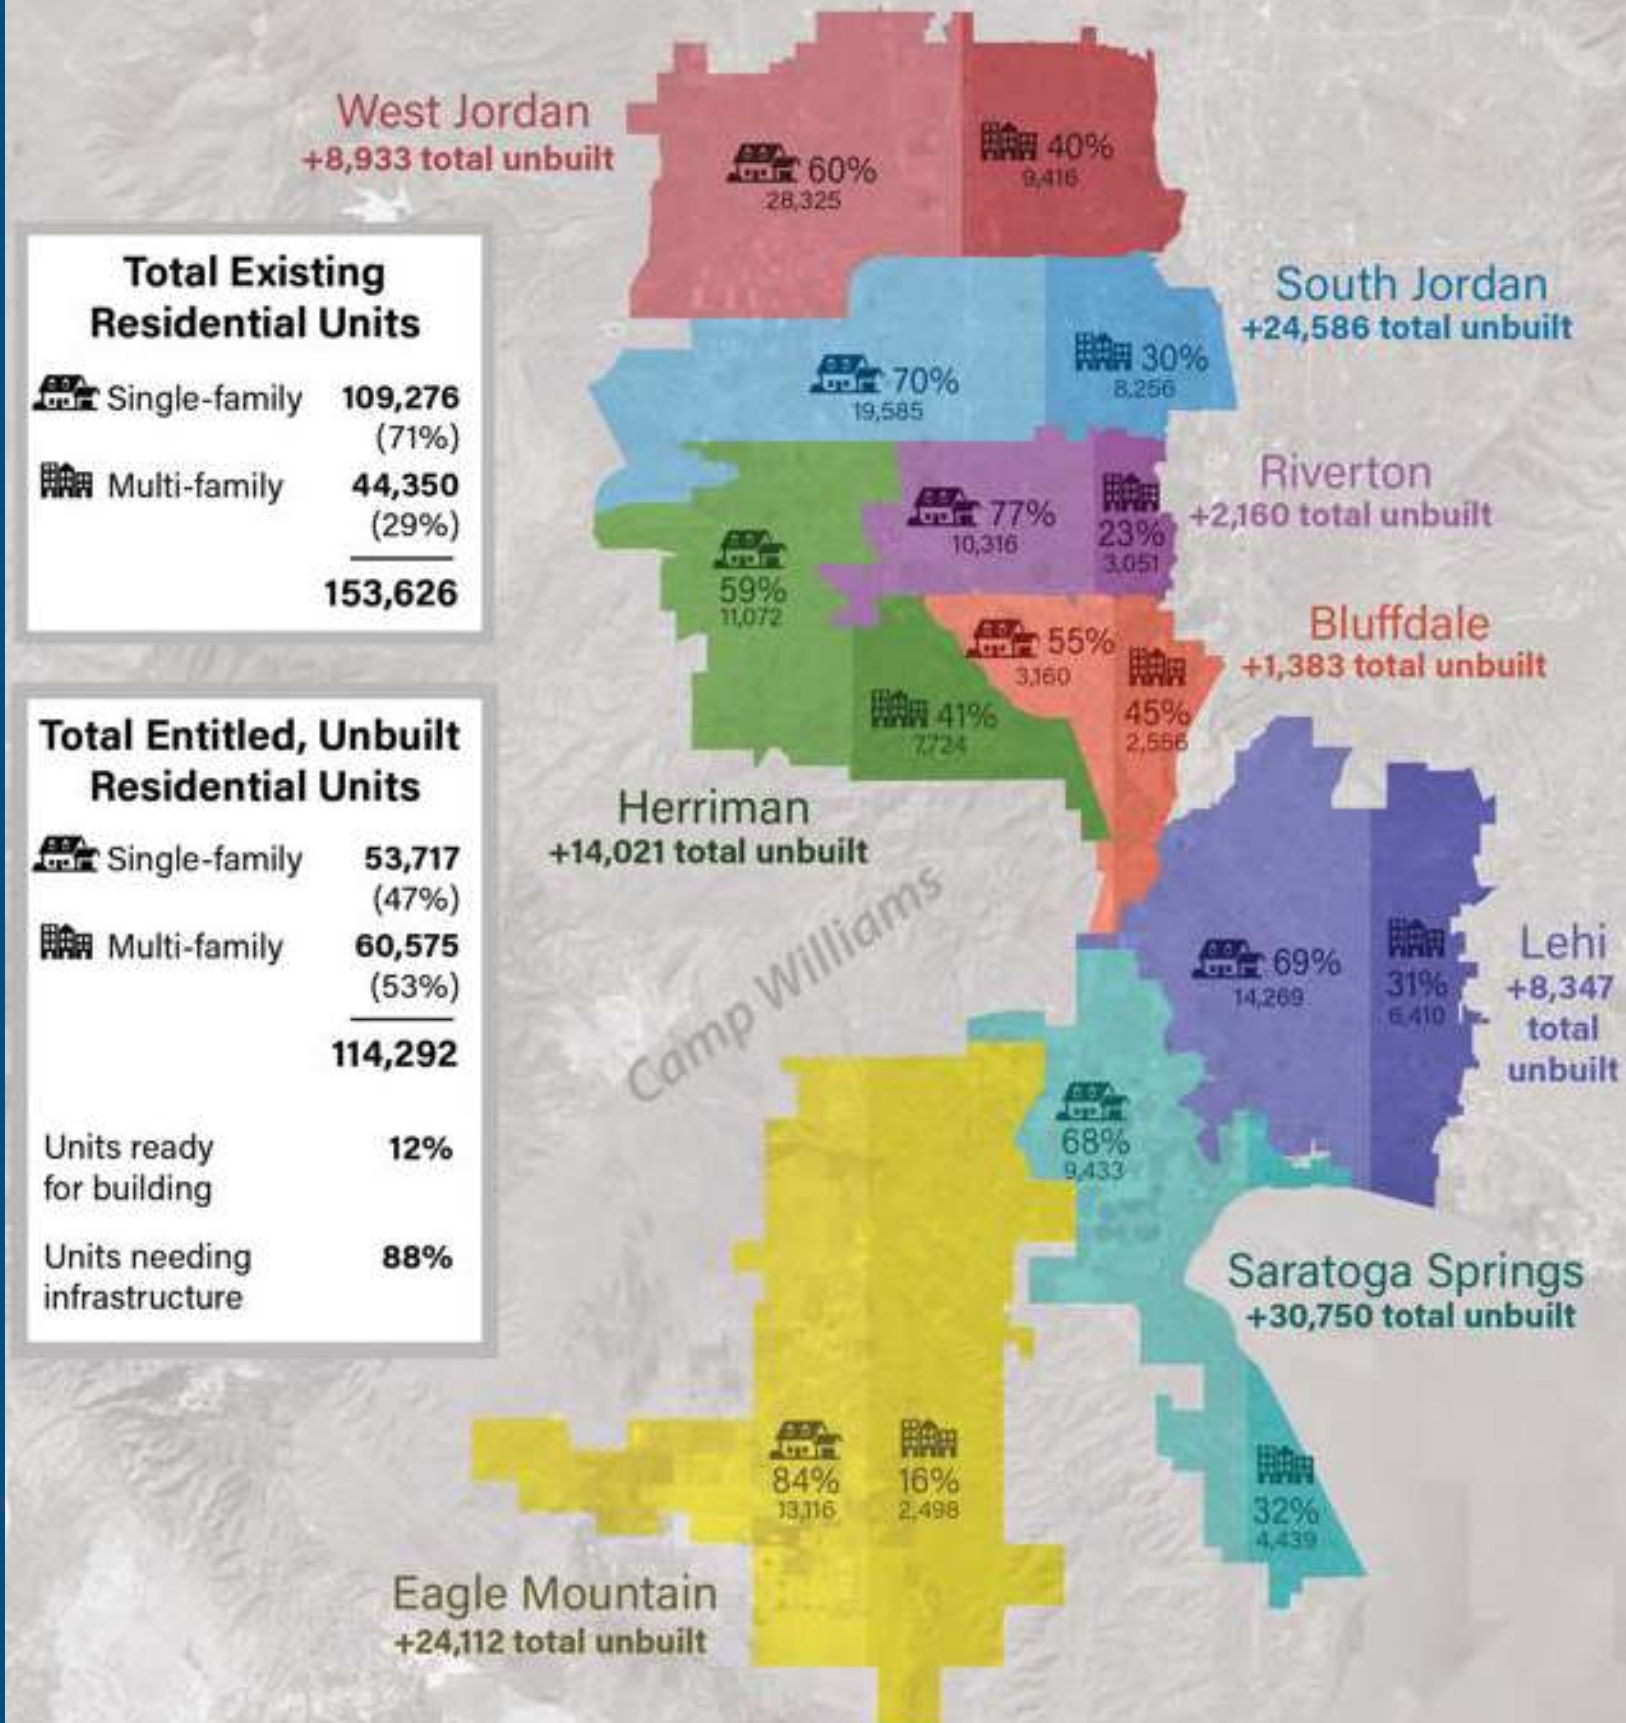 West Jordan
+8,933 total unbuilt
60%
28,325
40%
9,416
Total Existing
Residential Units
Single-family 109,276
(71%)
Multi-family 44,350
(29%)
153,626
South Jordan
+24,586 total unbuilt
70%
19,585
30%
8,256
Riverton
+2,160 total unbuilt
77%
10,316
23%
3,051
59%
11,072
41%
7,724
Herriman
+14,021 total unbuilt
Bluffdale
+1,383 total unbuilt
55%
3,160
45%
2,556
Total Entitled, Unbuilt
Residential Units
Single-family 53,717
(47%)
Multi-family 60,575
(53%)
114,292
Units ready 12%
for building
Units needing 88%
infrastructure
Camp Williams
69%
14,269
31%
6,410
Lehi
+8,347
total
unbuilt
68%
9,433
Saratoga Springs
+30,750 total unbuilt
32%
4,439
84%
13,116
16%
2,498
Eagle Mountain
+24,112 total unbuilt